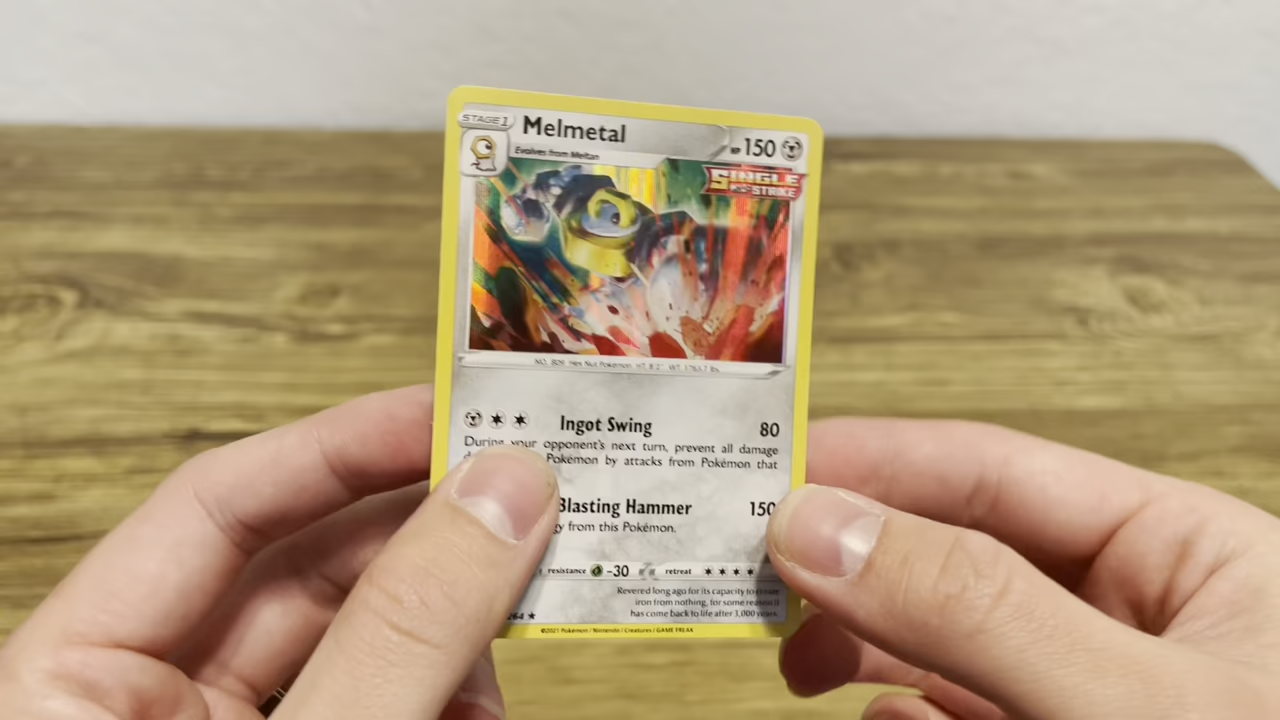 STAGE 1
Melmetal
HP 150
Evolves from Meltan
SINGLE
STRIKE
NO. 809 Hex Nut Pokémon HT: 8'2" WT: 1763.7 lbs.
Ingot Swing 80
During your opponent's next turn, prevent all damage
Pokémon by attacks from Pokémon that
Blasting Hammer 150
from this Pokémon.
resistance -30 retreat
Revered long ago for its capacity to create
iron from nothing, for some reason it
has come back to life after 3,000 years.
264 ★
©2021 Pokémon / Nintendo / Creatures / GAME FREAK